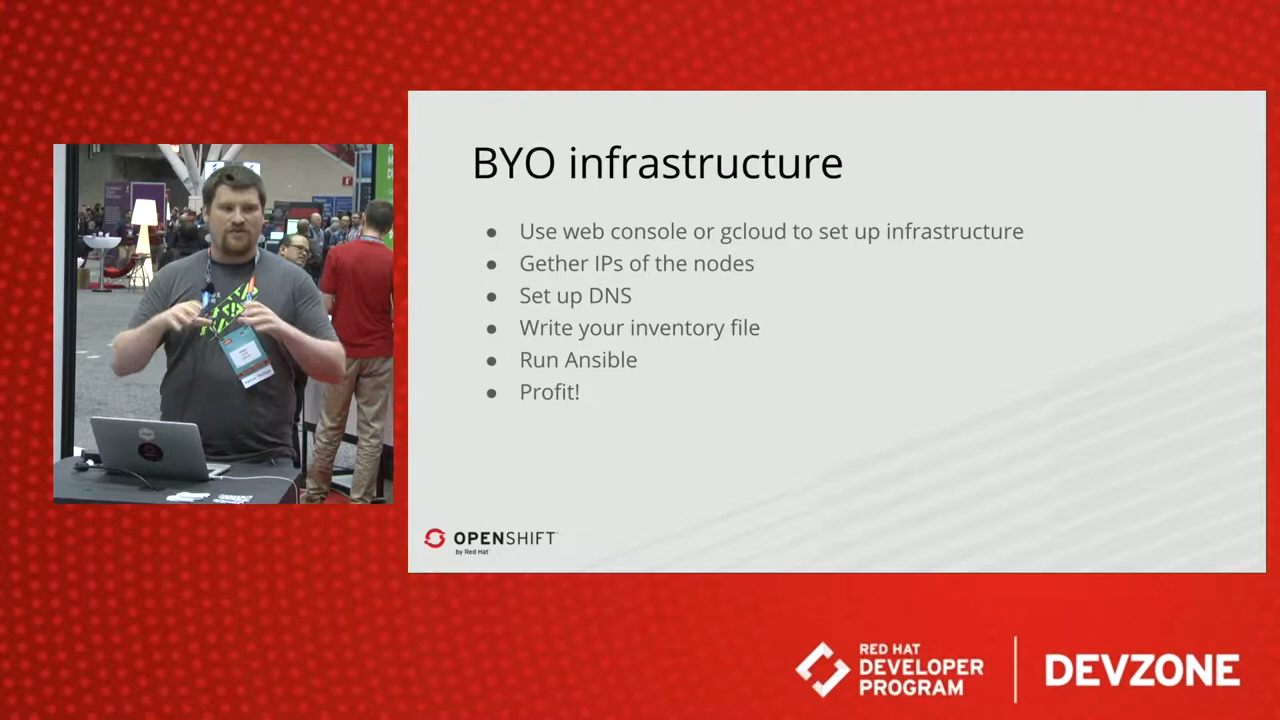 BYO infrastructure
● Use web console or gcloud to set up infrastructure
● Gether IPs of the nodes
● Set up DNS
● Write your inventory file
● Run Ansible
● Profit!
OPENSHIFT
by Red Hat
RED HAT
DEVELOPER
PROGRAM
DEVZONE